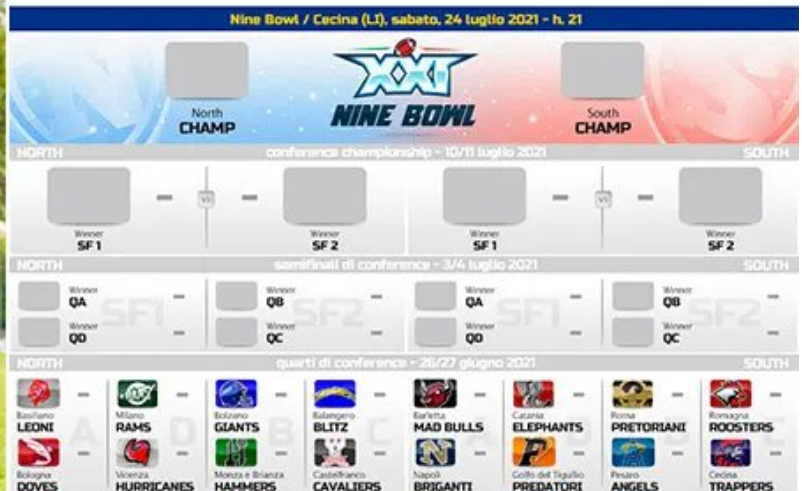 Nine Bowl / Cecina (LI), sabato, 24 luglio 2021 - h. 21
XXI
NINE BOWL
North
CHAMP
South
CHAMP
NORTH
conference championship - 10/11 luglio 2021
SOUTH
Winner
SF 1
VS
Winner
SF 2
Winner
SF 1
VS
Winner
SF 2
NORTH
semifinali di conference - 3/4 luglio 2021
SOUTH
Winner
QA
Winner
QD
SF1
Winner
QB
Winner
QC
SF2
Winner
QA
Winner
QD
SF1
Winner
QB
Winner
QC
SF2
NORTH
quarti di conference - 26/27 giugno 2021
SOUTH
Basiliano
LEONI
Milano
RAMS
Bolzano
GIANTS
Balangero
BLITZ
Barletta
MAD BULLS
Catania
ELEPHANTS
Roma
PRETORIANI
Romagna
ROOSTERS
A
D
B
C
Bologna
DOVES
Vicenza
HURRICANES
Monza e Brianza
HAMMERS
Castelfranco
CAVALIERS
Napoli
BRIGANTI
Golfo del Tigullio
PREDATORI
Pesaro
ANGELS
Cecina
TRAPPERS